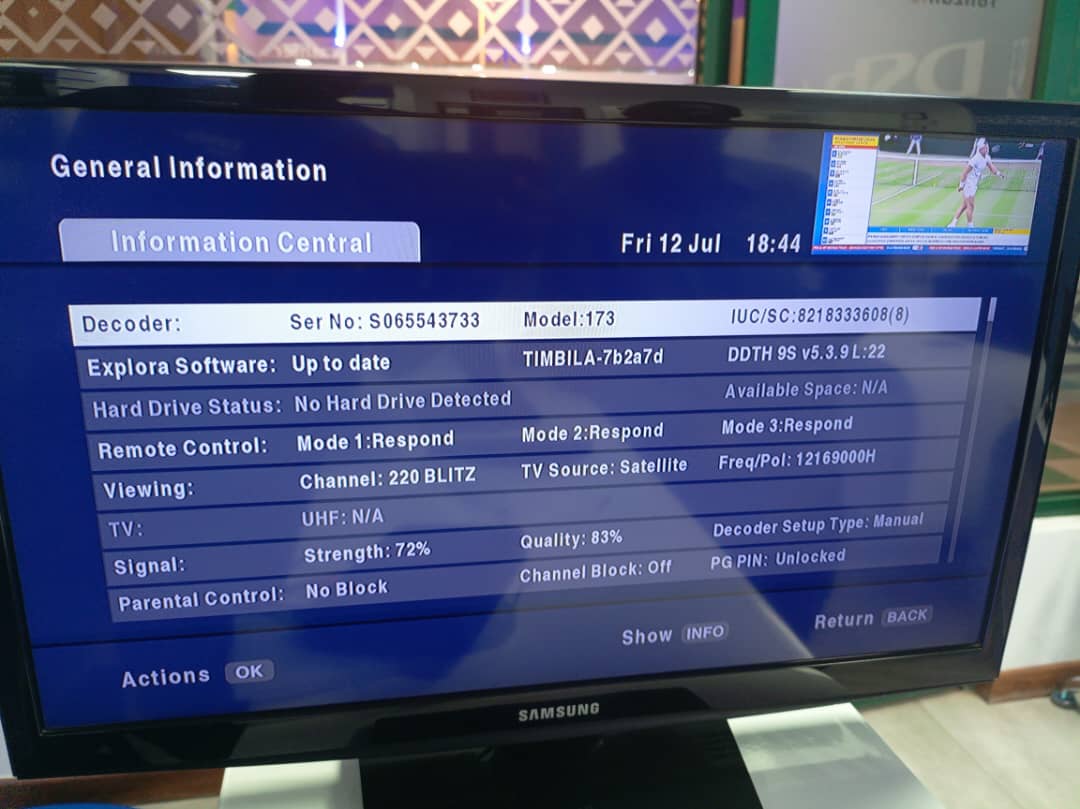 General Information
Information Central
Fri 12 Jul 18:44
Decoder: Ser No: S065543733 Model:173 IUC/SC:8218333608(8)
Explora Software: Up to date TIMBILA-7b2a7d DDTH 9S v5.3.9 L:22
Hard Drive Status: No Hard Drive Detected Available Space: N/A
Remote Control: Mode 1:Respond Mode 2:Respond Mode 3:Respond
Viewing: Channel: 220 BLITZ TV Source: Satellite Freq/Pol: 12169000H
TV: UHF: N/A
Signal: Strength: 72% Quality: 83% Decoder Setup Type: Manual
Parental Control: No Block Channel Block: Off PG PIN: Unlocked
Actions OK Show INFO Return BACK
SAMSUNG